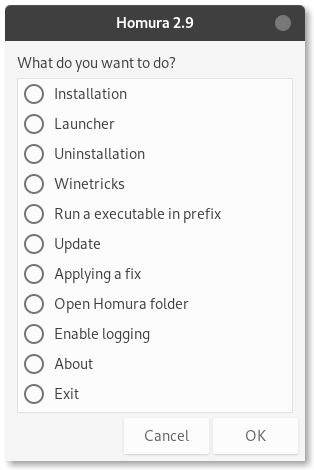 Homura 2.9
What do you want to do?
Installation
Launcher
Uninstallation
Winetricks
Run a executable in prefix
Update
Applying a fix
Open Homura folder
Enable logging
About
Exit
Cancel OK